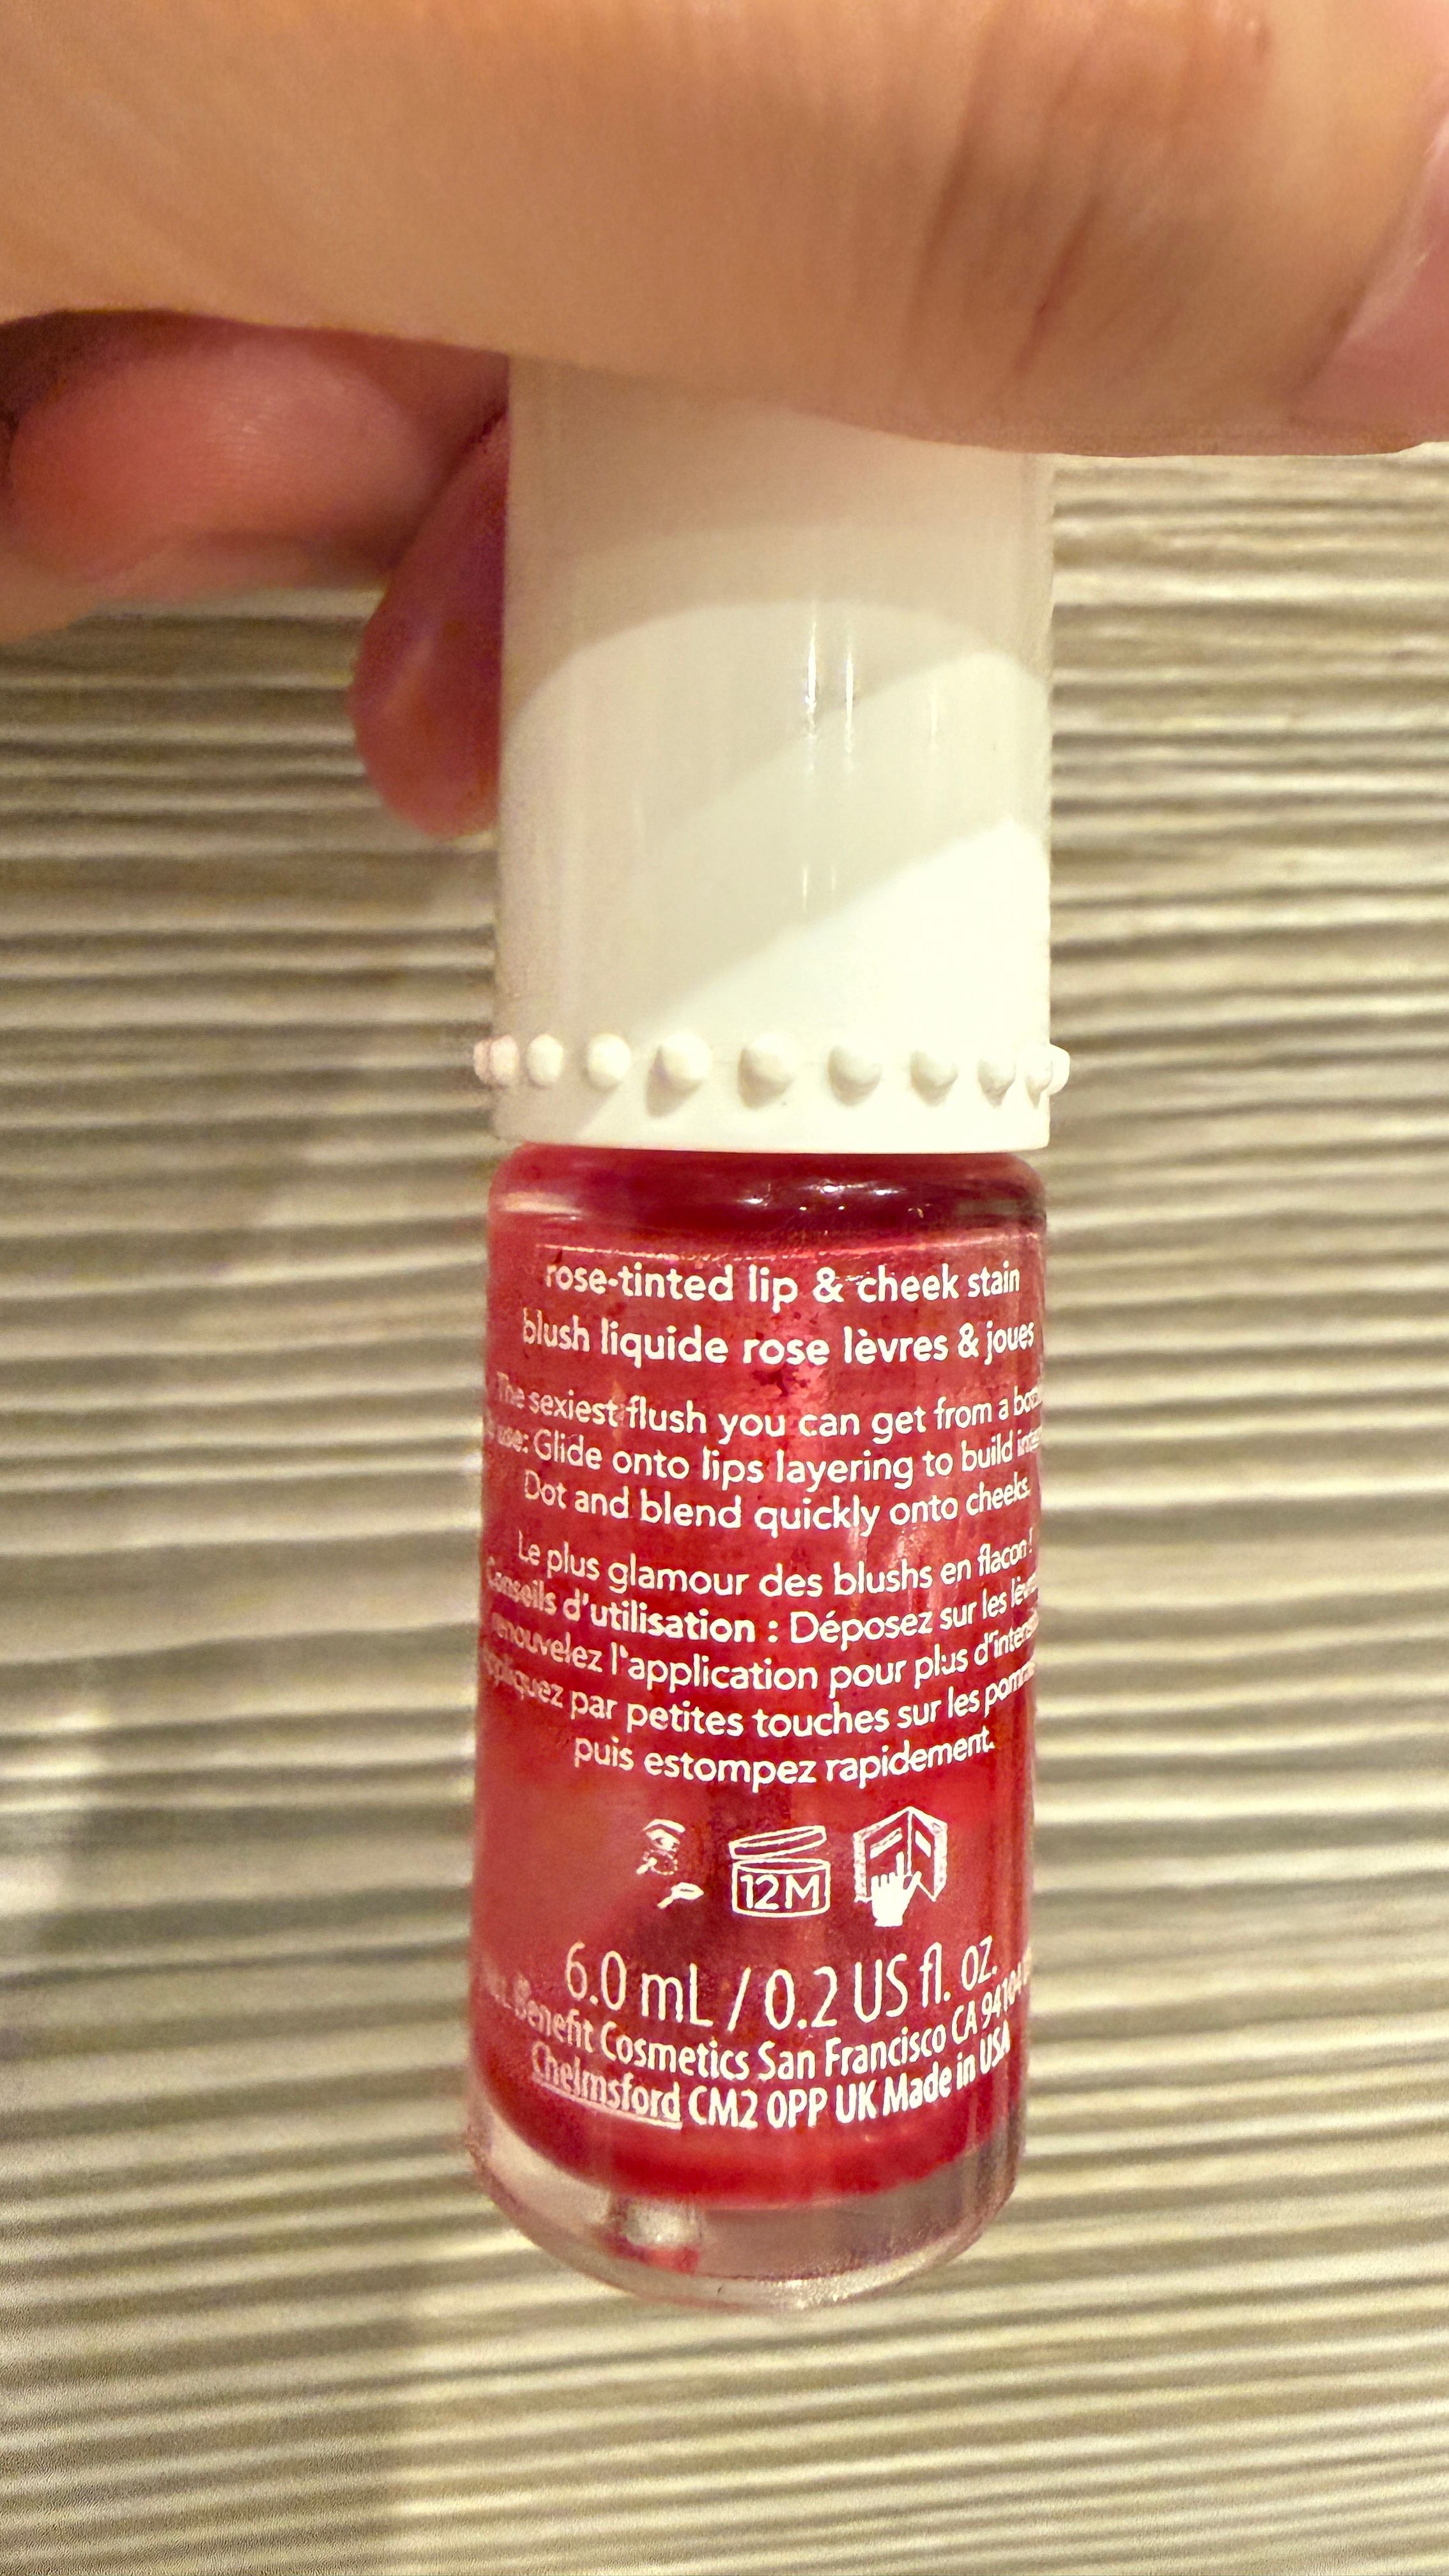 rose-tinted lip & cheek stain
blush liquide rose lèvres & joues
The sexiest flush you can get from a
use: Glide onto lips layering to build
Dot and blend quickly onto cheeks.
Le plus glamour des blushs en flacon !
Conseils d'utilisation : Déposez sur les
renouvelez l'application pour plus
par petites touches sur les
puis estompez rapidement.
12M
6.0 mL / 0.2 US fl. oz.
Benefit Cosmetics San Francisco CA 94104
Chelmsford CM2 0PP UK Made in USA